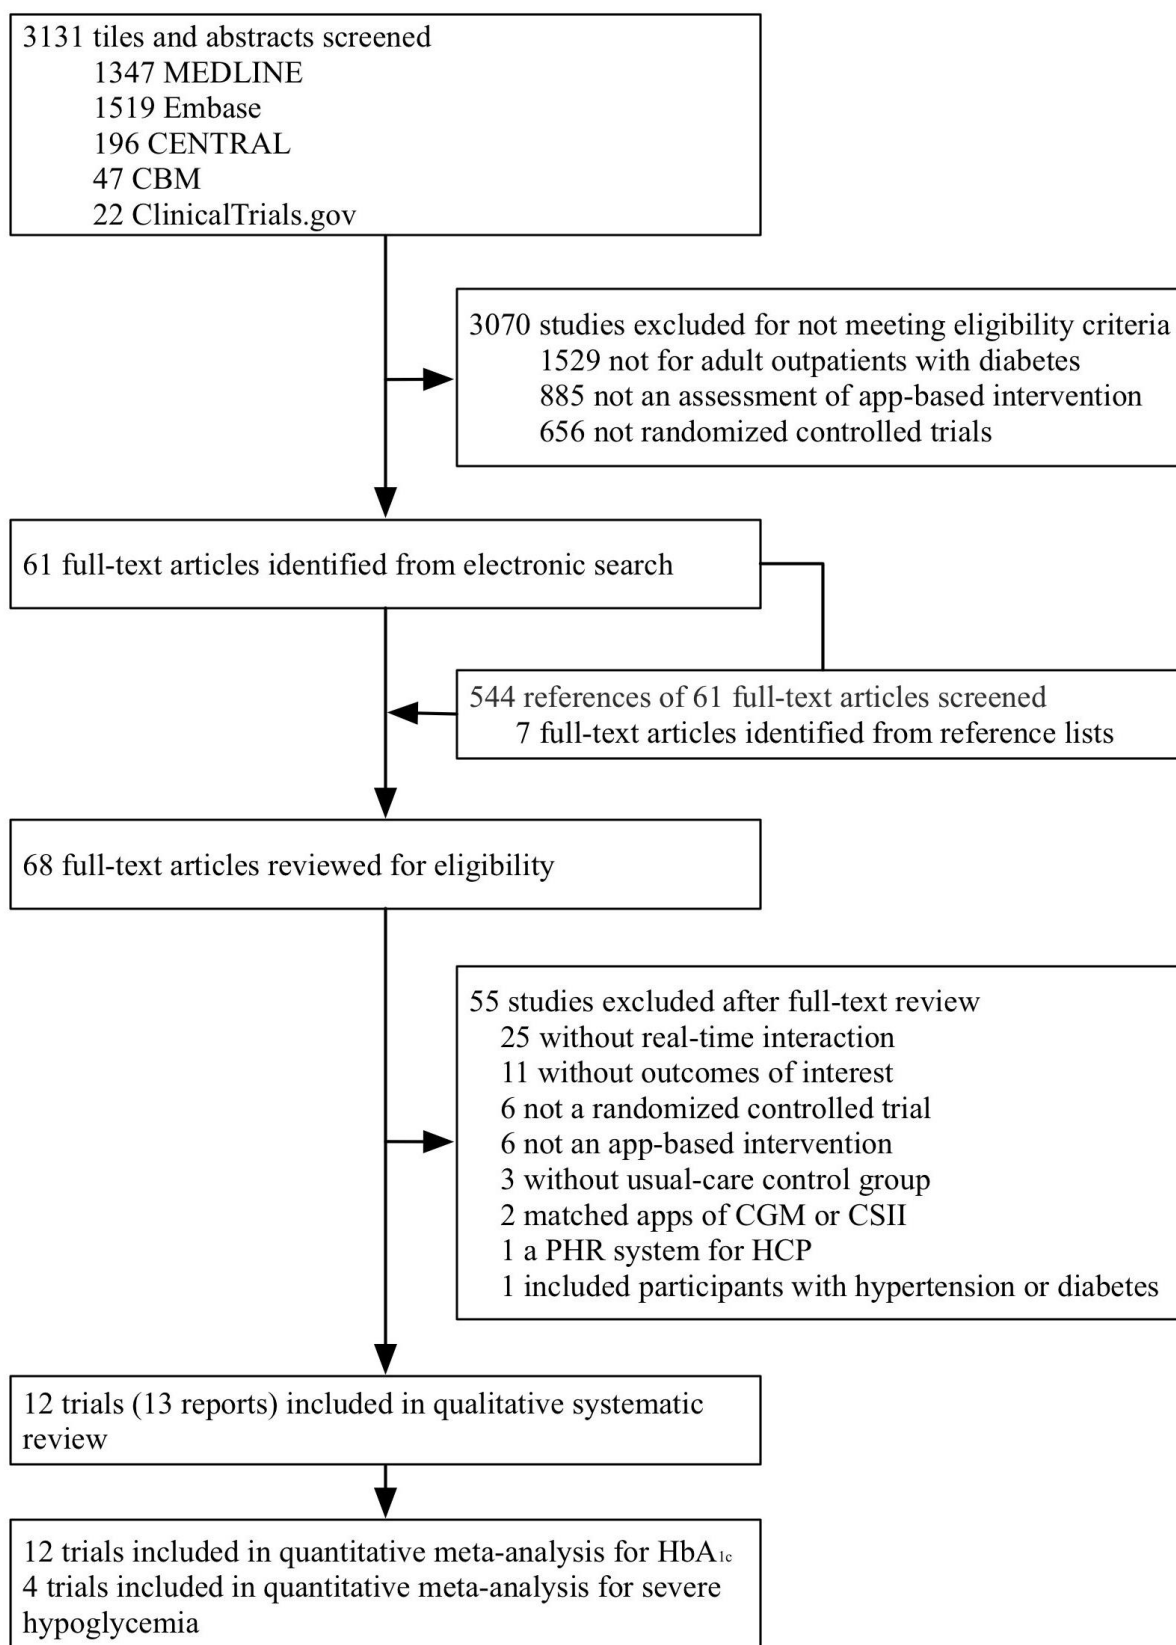 3131 tiles and abstracts screened
1347 MEDLINE
1519 Embase
196 CENTRAL
47 CBM
22 ClinicalTrials.gov
3070 studies excluded for not meeting eligibility criteria
1529 not for adult outpatients with diabetes
885 not an assessment of app-based intervention
656 not randomized controlled trials
61 full-text articles identified from electronic search
544 references of 61 full-text articles screened
7 full-text articles identified from reference lists
68 full-text articles reviewed for eligibility
55 studies excluded after full-text review
25 without real-time interaction
11 without outcomes of interest
6 not a randomized controlled trial
6 not an app-based intervention
3 without usual-care control group
2 matched apps of CGM or CSII
1 a PHR system for HCP
1 included participants with hypertension or diabetes
12 trials (13 reports) included in qualitative systematic
review
12 trials included in quantitative meta-analysis for HbA1c
4 trials included in quantitative meta-analysis for severe
hypoglycemia